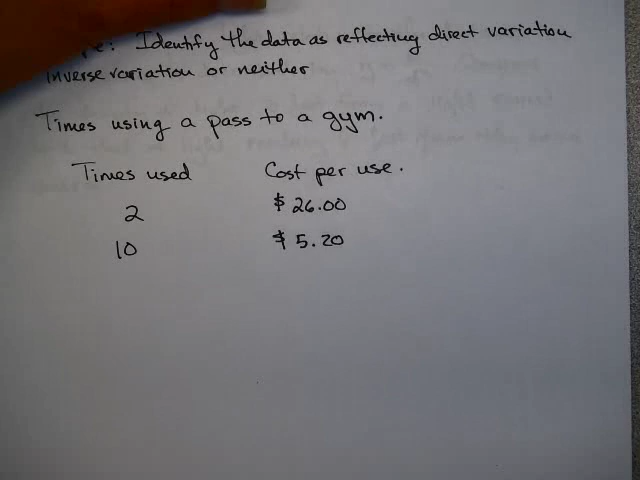 Identify the data as reflecting direct variation
inverse variation or neither
Times using a pass to a gym.
Times used Cost per use.
2 $26.00
10 $5.20